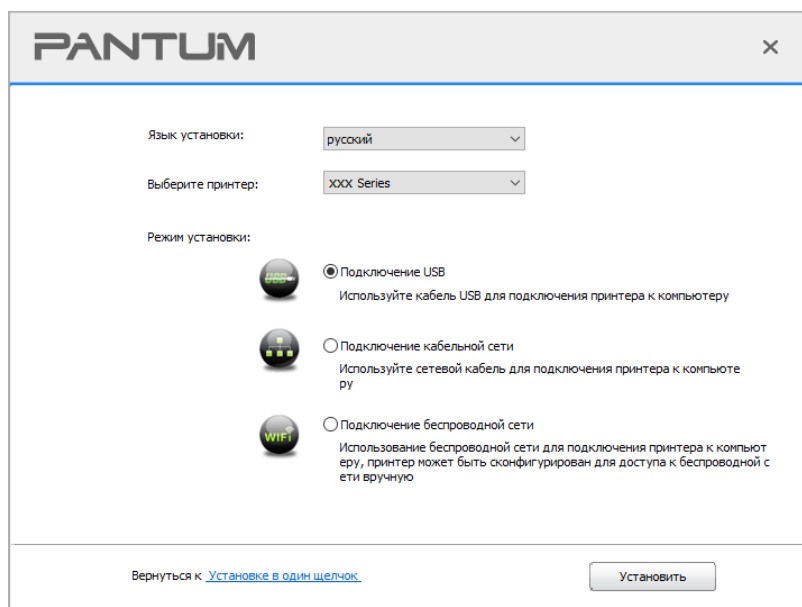 PANTUM
Язык установки:
русский
Выберите принтер:
XXX Series
Режим установки:
USB
Подключение USB
Используйте кабель USB для подключения принтера к компьютеру
Подключение кабельной сети
Используйте сетевой кабель для подключения принтера к компьюте
ру
WiFi
Подключение беспроводной сети
Использование беспроводной сети для подключения принтера к компьют
еру, принтер может быть сконфигурирован для доступа к беспроводной с
ети вручную
Вернуться к Установке в один щелчок
Установить